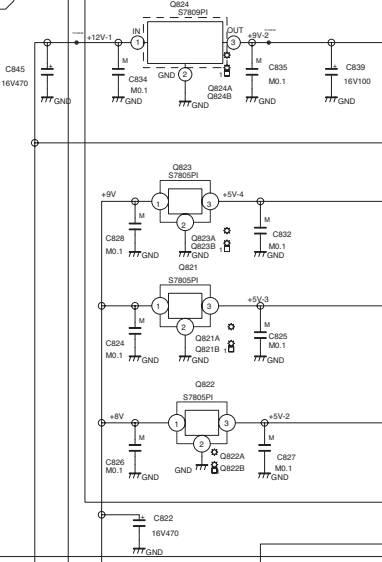 Q824
S7809PI
+12V-1
IN
OUT
+9V-2
1
3
GND
2
C845
16V470
GND
M
C834
M0.1
GND
GND
Q824A
Q824B
1
M
C835
M0.1
GND
C839
16V100
GND
Q823
S7805PI
+9V
+5V-4
1
3
2
M
C828
M0.1
GND
Q823A
Q823B
1
GND
M
C832
M0.1
GND
Q821
S7805PI
+5V-3
1
3
2
M
C824
M0.1
GND
Q821A
Q821B
1
GND
M
C825
M0.1
GND
Q822
S7805PI
+8V
+5V-2
1
3
2
M
C826
M0.1
GND
GND
Q822A
Q822B
M
C827
M0.1
GND
C822
16V470
GND